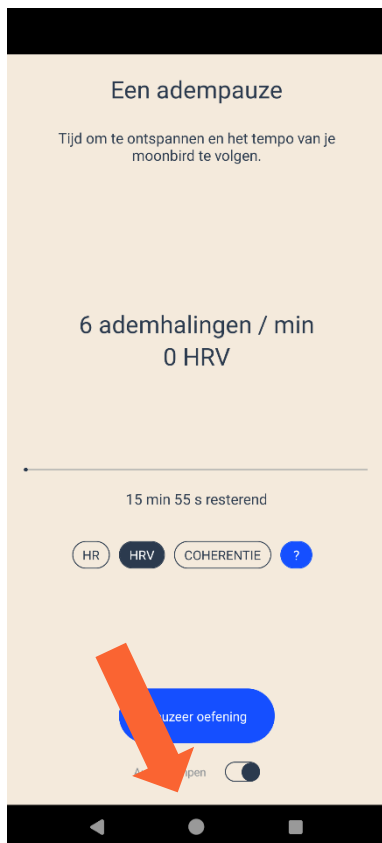 Een adempauze
Tijd om te ontspannen en het tempo van je
moonbird te volgen.
6 ademhalingen / min
0 HRV
15 min 55 s resterend
HR HRV COHERENTIE ?
oefening